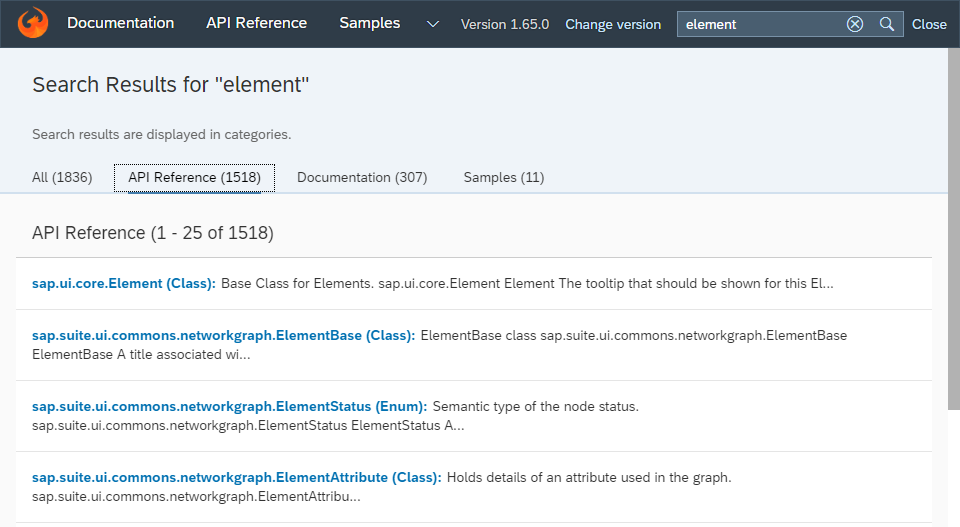 Documentation API Reference Samples Version 1.65.0 Change version element Close
Search Results for "element"
Search results are displayed in categories.
All (1836) API Reference (1518) Documentation (307) Samples (11)
API Reference (1 - 25 of 1518)
sap.ui.core.Element (Class): Base Class for Elements. sap.ui.core.Element Element The tooltip that should be shown for this El...
sap.suite.ui.commons.networkgraph.ElementBase (Class): ElementBase class sap.suite.ui.commons.networkgraph.ElementBase
ElementBase A title associated wi...
sap.suite.ui.commons.networkgraph.ElementStatus (Enum): Semantic type of the node status.
sap.suite.ui.commons.networkgraph.ElementStatus ElementStatus A...
sap.suite.ui.commons.networkgraph.ElementAttribute (Class): Holds details of an attribute used in the graph.
sap.suite.ui.commons.networkgraph.ElementAttribu...